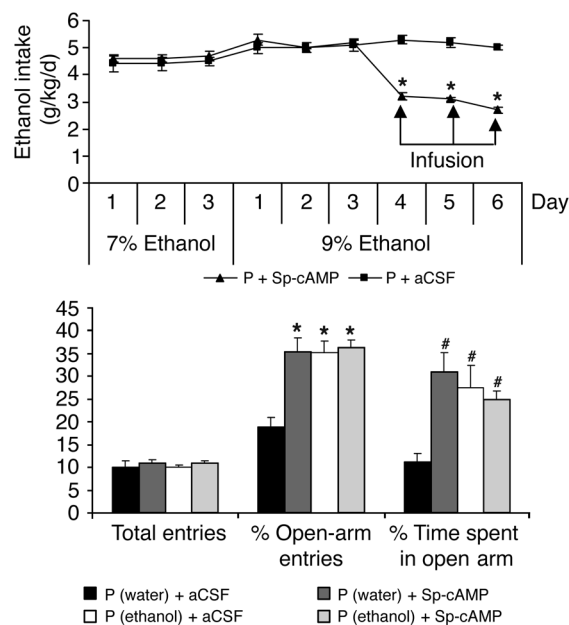 Ethanol intake
(g/kg/d)
6
5
4
3
2
1
0
* * *
Infusion
1 2 3 1 2 3 4 5 6 Day
7% Ethanol 9% Ethanol
P + Sp-cAMP P + aCSF
45
40
35
30
25
20
15
10
5
0
* * *
# # #
Total entries % Open-arm entries % Time spent in open arm
P (water) + aCSF P (water) + Sp-cAMP
P (ethanol) + aCSF P (ethanol) + Sp-cAMP